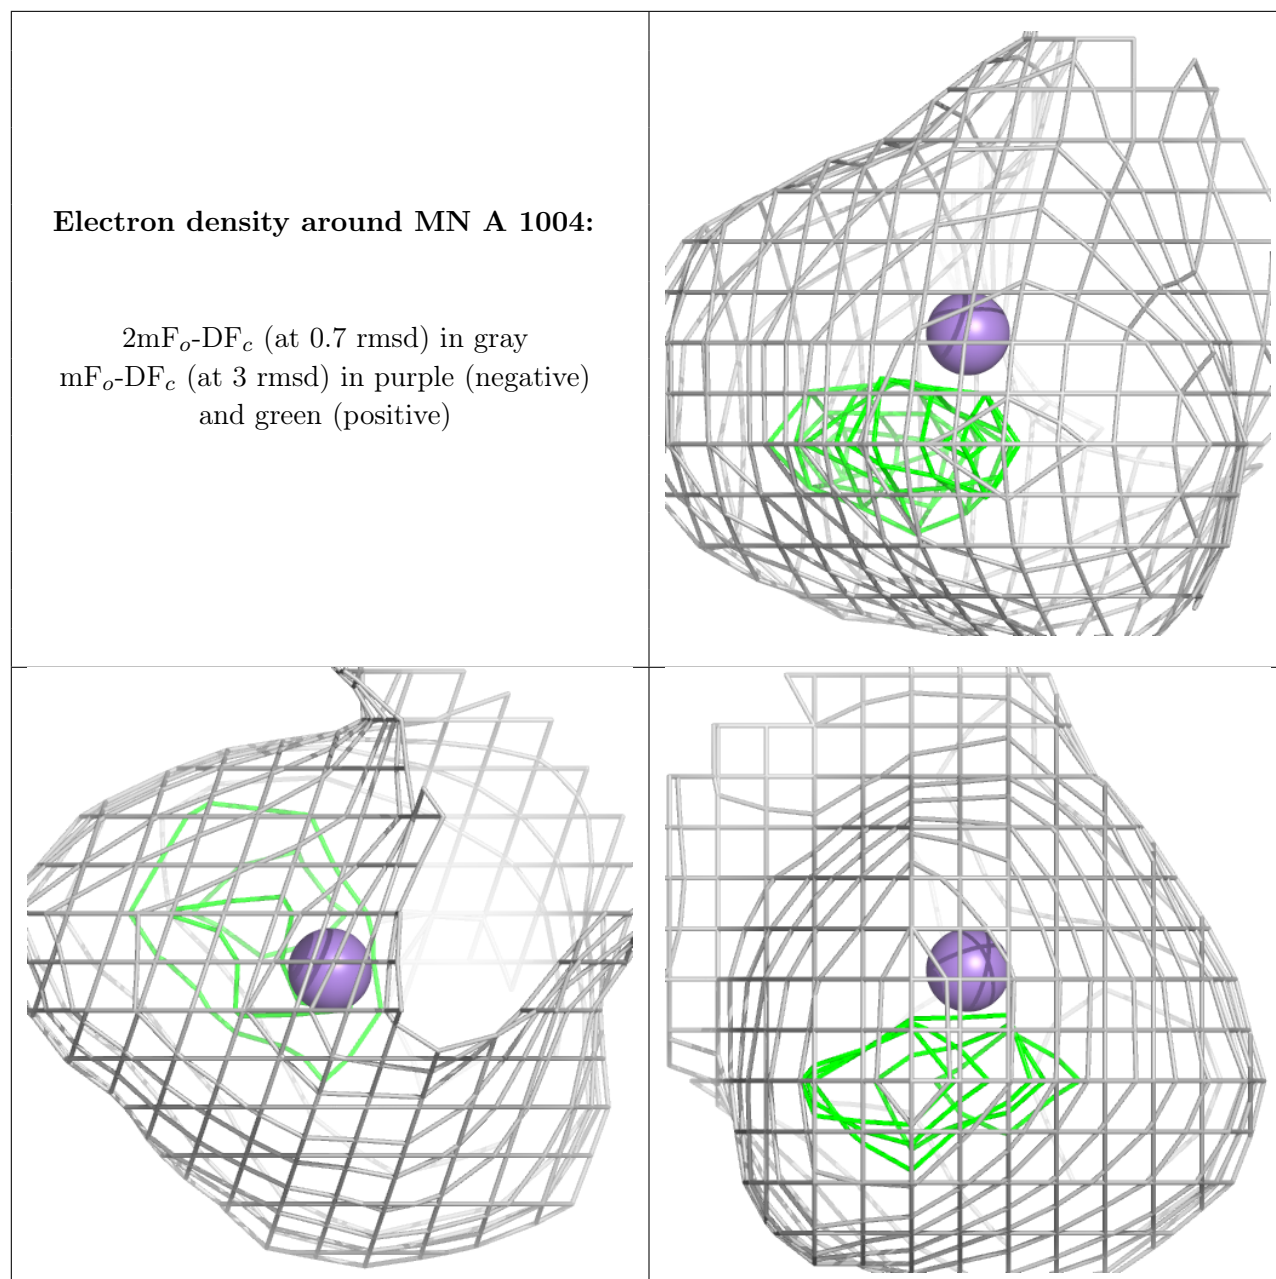 Electron density around MN A 1004:
2mFₒ-DF𝑐 (at 0.7 rmsd) in gray
mFₒ-DF𝑐 (at 3 rmsd) in purple (negative)
and green (positive)